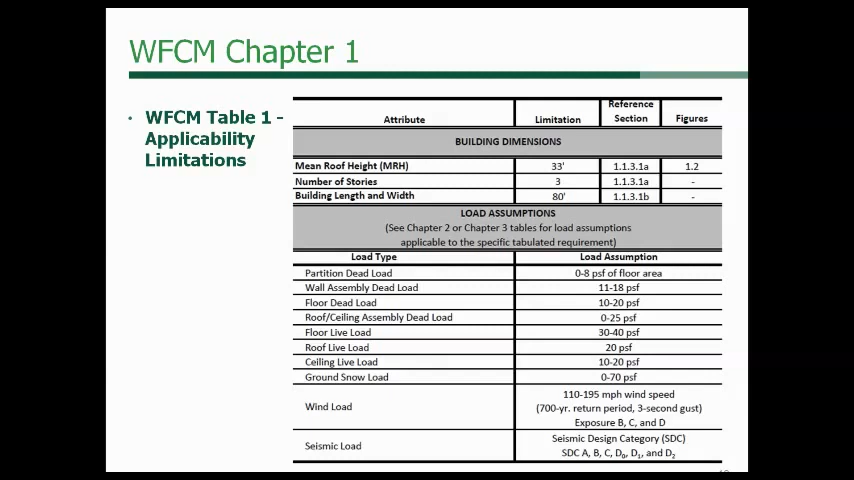 WFCM Chapter 1
• WFCM Table 1 -
Applicability
Limitations
Attribute Limitation Reference Section Figures
BUILDING DIMENSIONS
Mean Roof Height (MRH) 33' 1.1.3.1a 1.2
Number of Stories 3 1.1.3.1a -
Building Length and Width 80' 1.1.3.1b -
LOAD ASSUMPTIONS
(See Chapter 2 or Chapter 3 tables for load assumptions
applicable to the specific tabulated requirement)
Load Type Load Assumption
Partition Dead Load 0-8 psf of floor area
Wall Assembly Dead Load 11-18 psf
Floor Dead Load 10-20 psf
Roof/Ceiling Assembly Dead Load 0-25 psf
Floor Live Load 30-40 psf
Roof Live Load 20 psf
Ceiling Live Load 10-20 psf
Ground Snow Load 0-70 psf
Wind Load
110-195 mph wind speed
(700-yr. return period, 3-second gust)
Exposure B, C, and D
Seismic Load
Seismic Design Category (SDC)
SDC A, B, C, D₀, D₁, and D₂